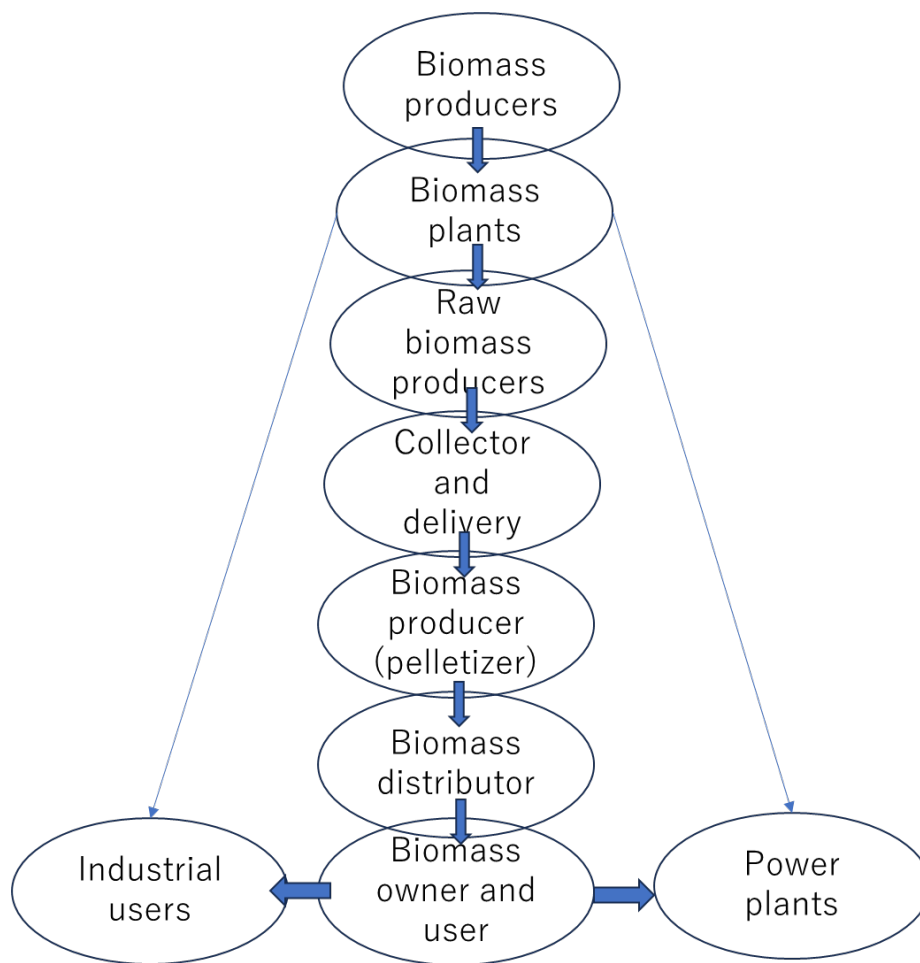 Biomass
producers
Biomass
plants
Raw
biomass
producers
Collector
and
delivery
Biomass
producer
(pelletizer)
Biomass
distributor
Industrial
users
Biomass
owner and
user
Power
plants